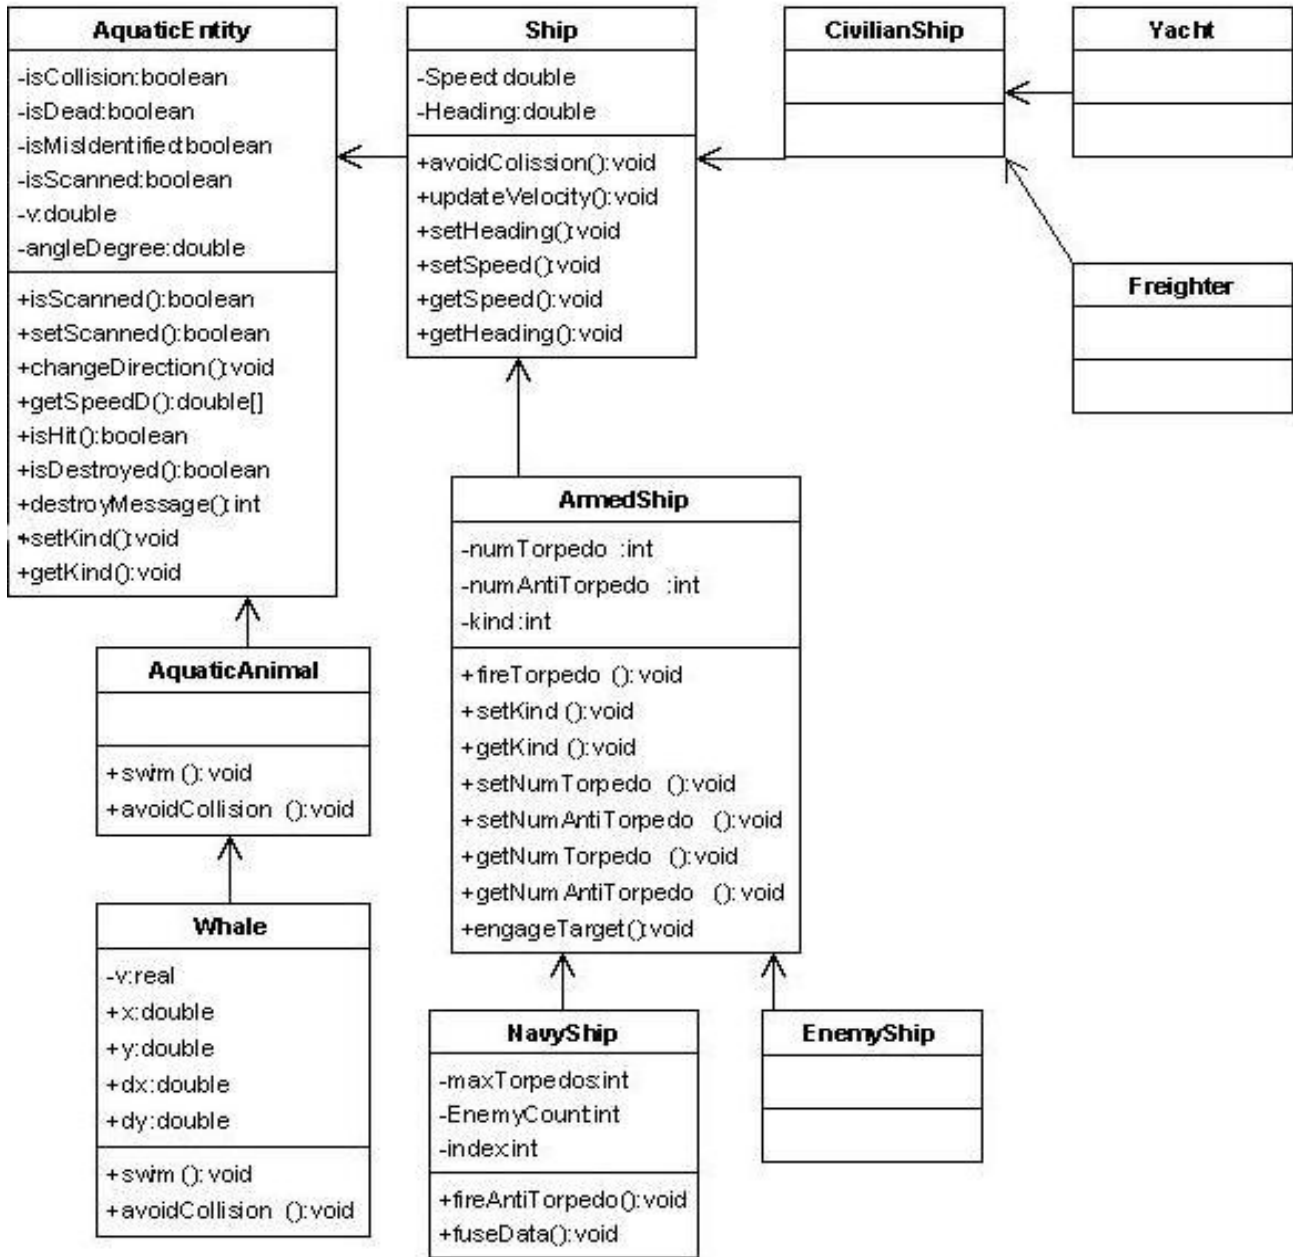 AquaticEntity
-isCollision:boolean
-isDead:boolean
-isMisIdentified:boolean
-isScanned:boolean
-v:double
-angleDegree:double
+isScanned():boolean
+setScanned():boolean
+changeDirection():void
+getSpeedD():double[]
+isHit():boolean
+isDestroyed():boolean
+destroyMessage():int
+setKind():void
+getKind():void
Ship
-Speed:double
-Heading:double
+avoidColission():void
+updateVelocity():void
+setHeading():void
+setSpeed():void
+getSpeed():void
+getHeading():void
CivilianShip
Yacht
Freighter
AquaticAnimal
+swim ():void
+avoidCollision ():void
Whale
-v:real
+x:double
+y:double
+dx:double
+dy:double
+swim ():void
+avoidCollision ():void
ArmedShip
-numTorpedo :int
-numAntiTorpedo :int
-kind:int
+fireTorpedo ():void
+setKind ():void
+getKind ():void
+setNumTorpedo ():void
+setNumAntiTorpedo ():void
+getNumTorpedo ():void
+getNumAntiTorpedo ():void
+engageTarget():void
NavyShip
-maxTorpedos:int
-EnemyCount:int
-index:int
+fireAntiTorpedo():void
+fuseData():void
EnemyShip